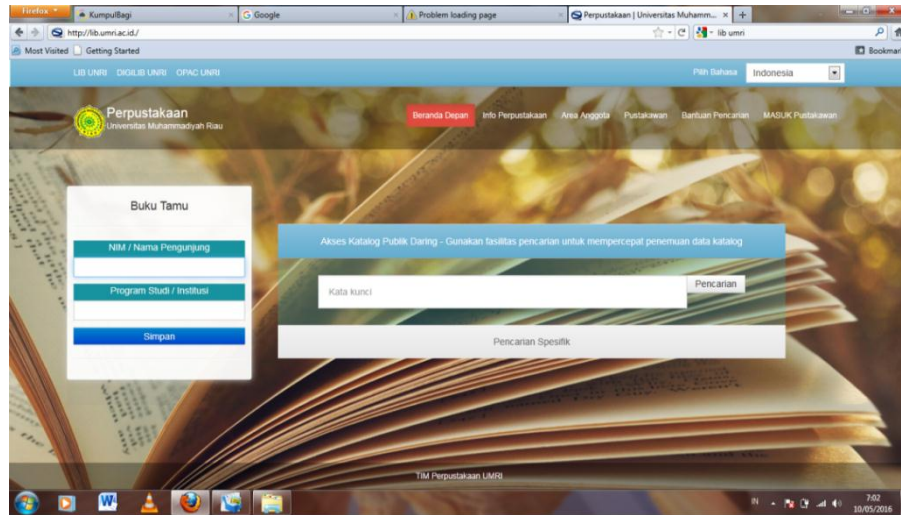 Firefox
KumpulBagi
Google
Problem loading page
Perpustakaan | Universitas Muhamm...
http://lib.umri.ac.id/
lib umri
Most Visited
Getting Started
Bookmar
LIB UNRI DIGILIB UNRI OPAC UNRI
Pilih Bahasa
Indonesia
Perpustakaan
Universitas Muhammadiyah Riau
Beranda Depan Info Perpustakaan Area Anggota Pustakawan Bantuan Pencarian MASUK Pustakawan
Buku Tamu
NIM / Nama Pengunjung
Program Studi / Institusi
Simpan
Akses Katalog Publik Daring - Gunakan fasilitas pencarian untuk mempercepat penemuan data katalog
Kata kunci
Pencarian
Pencarian Spesifik
TIM Perpustakaan UMRI
IN
7:02
10/05/2016